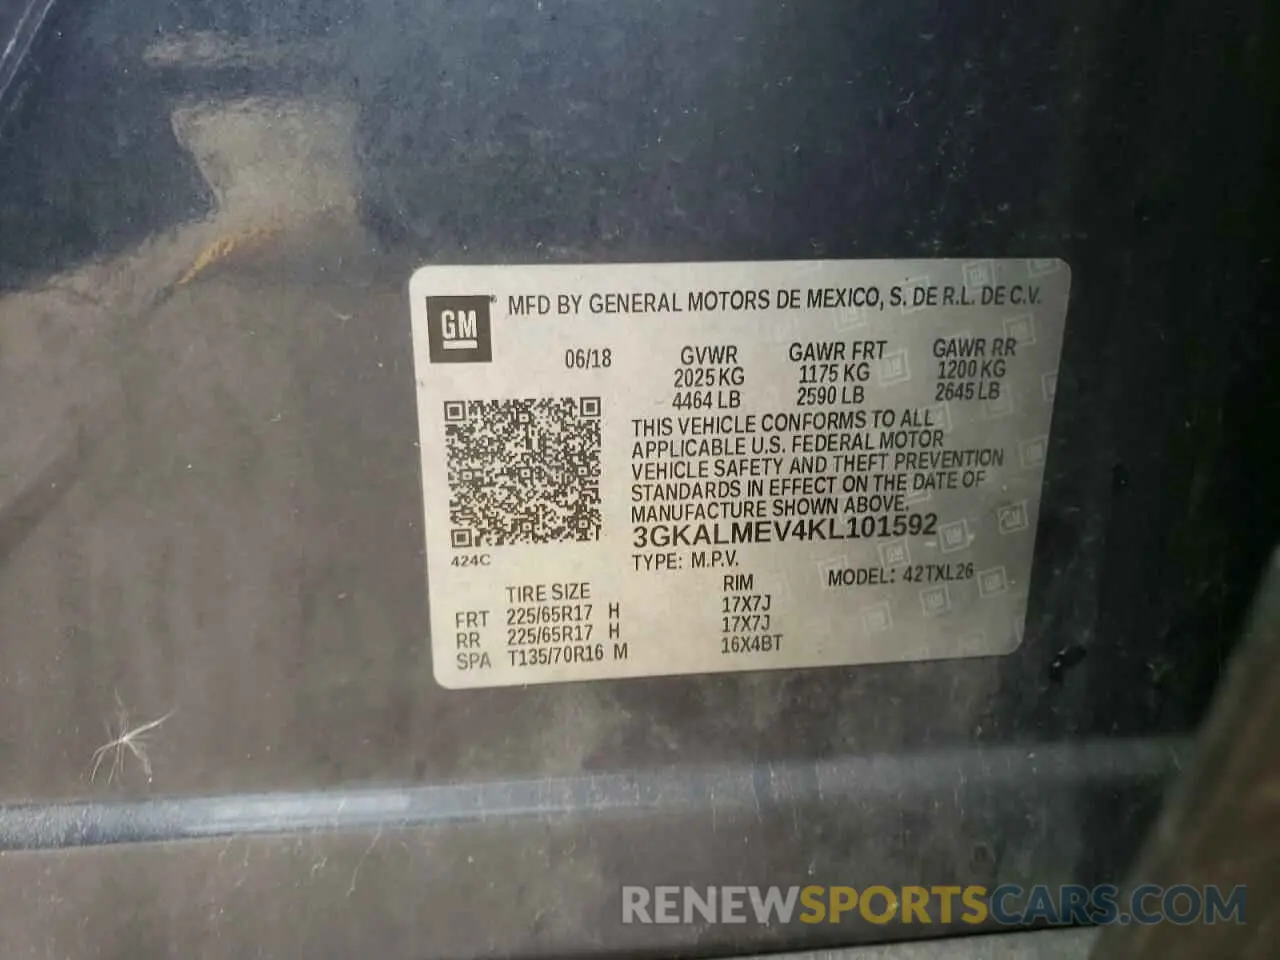 GM
MFD BY GENERAL MOTORS DE MEXICO, S. DE R.L. DE C.V.
06/18 GVWR GAWR FRT GAWR RR
2025 KG 1175 KG 1200 KG
4464 LB 2590 LB 2645 LB
THIS VEHICLE CONFORMS TO ALL
APPLICABLE U.S. FEDERAL MOTOR
VEHICLE SAFETY AND THEFT PREVENTION
STANDARDS IN EFFECT ON THE DATE OF
MANUFACTURE SHOWN ABOVE.
3GKALMEV4KL101592
424C
TYPE: M.P.V. MODEL: 42TXL26
TIRE SIZE RIM
FRT 225/65R17 H 17X7J
RR 225/65R17 H 17X7J
SPA T135/70R16 M 16X4BT
RENEWSPORTSCARS.COM